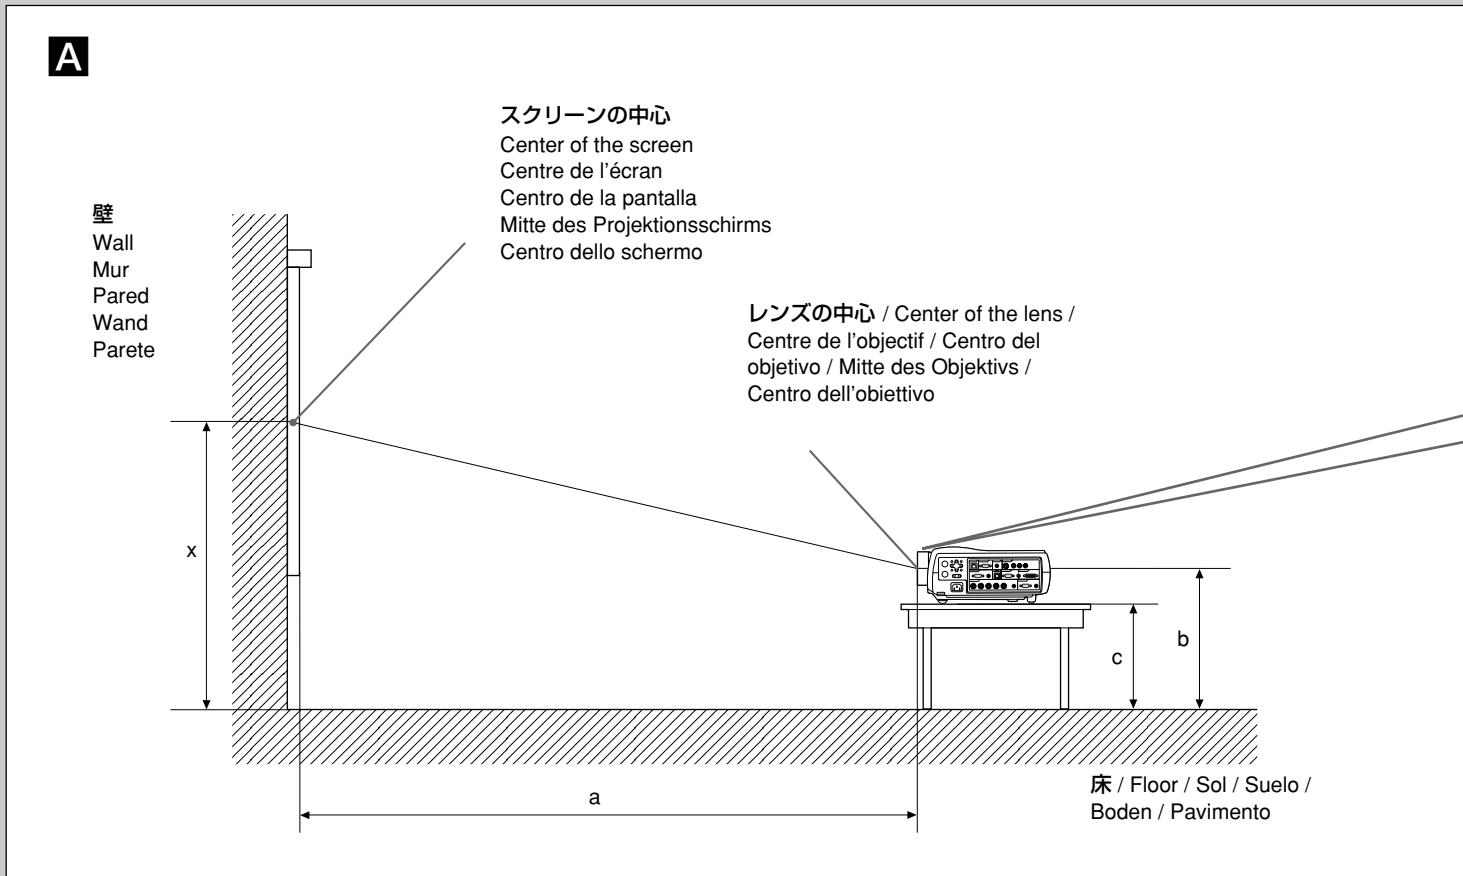 A
スクリーンの中心
Center of the screen
Centre de l'écran
Centro de la pantalla
Mitte des Projektionsschirms
Centro dello schermo
壁
Wall
Mur
Pared
Wand
Parete
レンズの中心 / Center of the lens /
Centre de l'objectif / Centro del
objetivo / Mitte des Objektivs /
Centro dell'obiettivo
x
b
c
a
床 / Floor / Sol / Suelo /
Boden / Pavimento